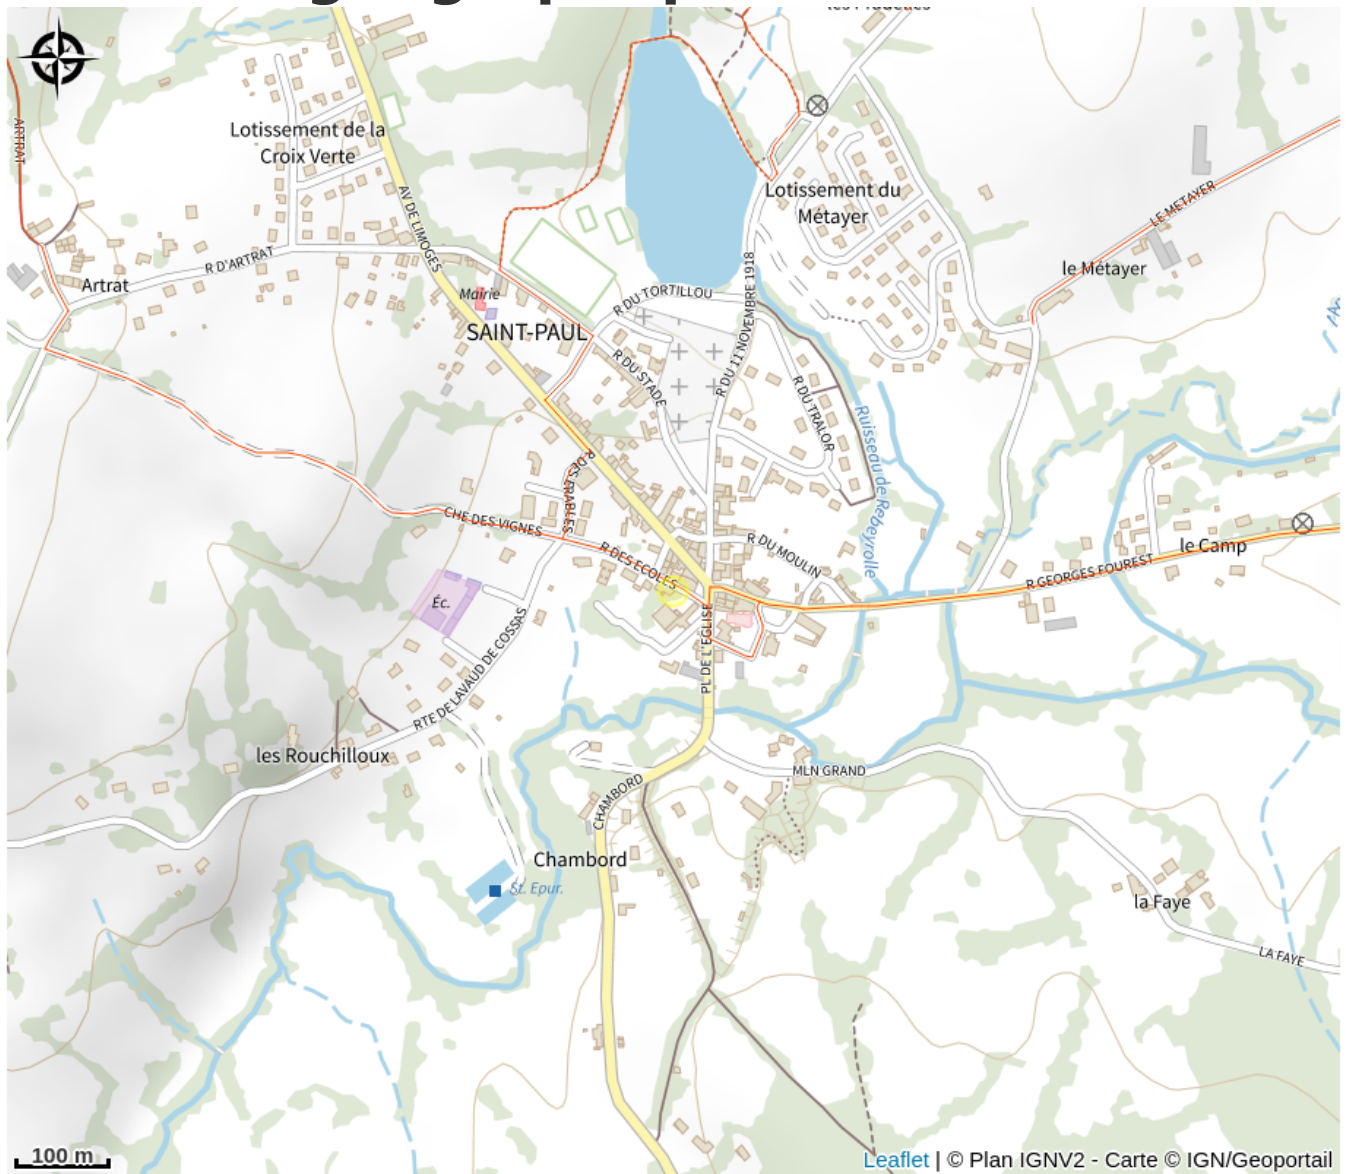 les Prudelles
Lotissement de la
Croix Verte
ARTRAT
AV DE LIMOGES
Lotissement du
Métayer
LE METAYER
R D'ARTRAT
Artrat
le Métayer
Mairie
R DU TORTILLOU
R DU 11 NOVEMBRE 1918
SAINT-PAUL
R DU STADE
R DU TRALOR
Ruisseau de Rebeyrolle
R DES ERABLES
CHE DES VIGNES
R DES ECOLES
R DU MOULIN
le Camp
R GEORGES FOUREST
Éc.
PL DE L'EGLISE
RTE DE LAVAUD DE COSSAS
les Rouchilloux
MLN GRAND
CHAMBORD
Chambord
St. Epur.
la Faye
LA FAYE
100 m
Leaflet | © Plan IGNV2 - Carte © IGN/Geoportail